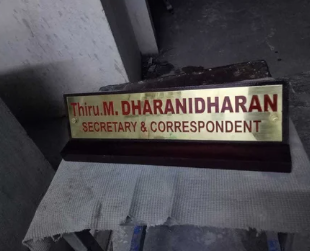 Thiru.M. DHARANIDHARAN
SECRETARY & CORRESPONDENT